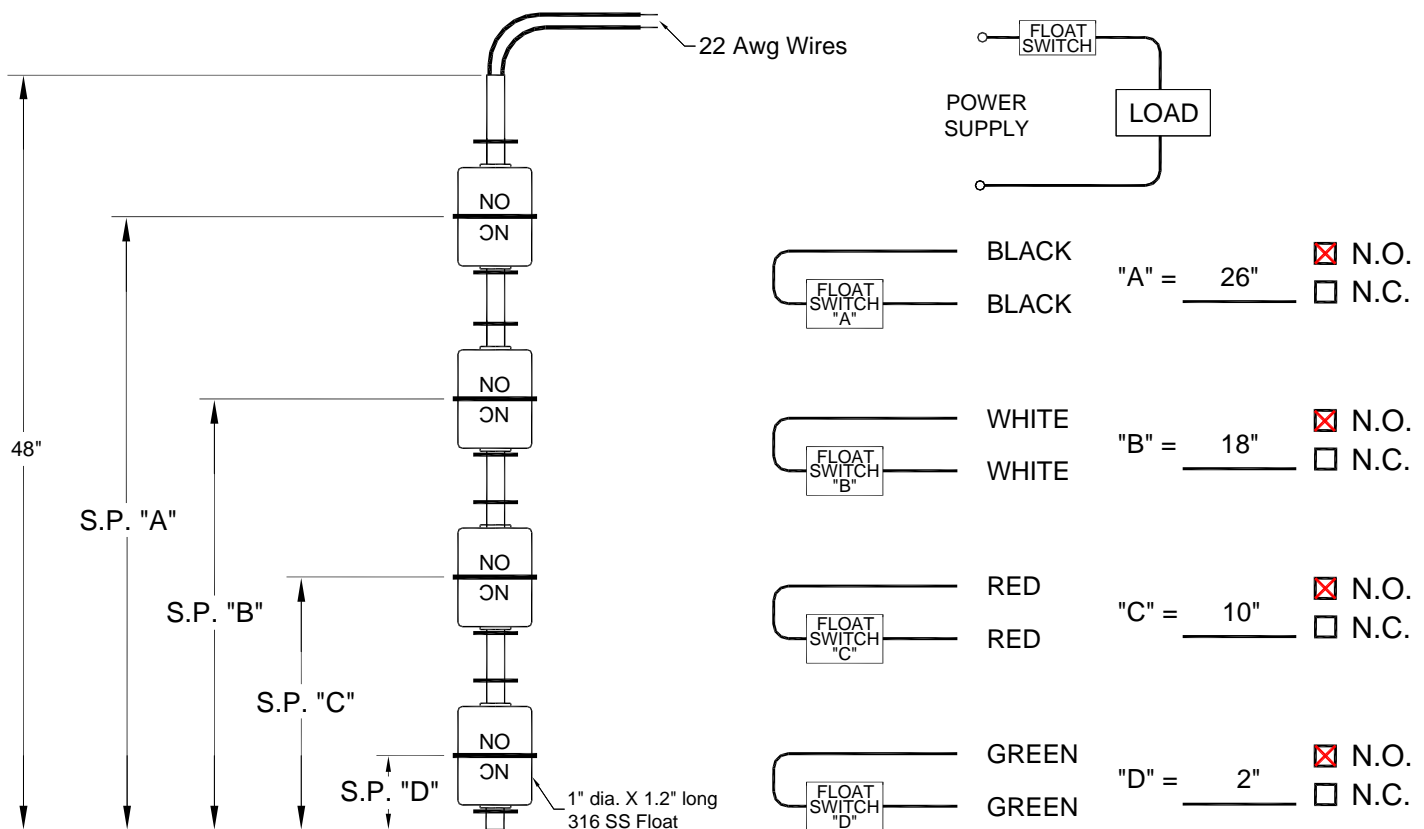 22 Awg Wires
48"
S.P. "A"
S.P. "B"
S.P. "C"
S.P. "D"
NO
NC
NO
NC
NO
NC
NO
NC
1" dia. X 1.2" long
316 SS Float
FLOAT
SWITCH
POWER
SUPPLY
LOAD
BLACK
FLOAT
SWITCH
"A"
BLACK
"A" = 26"
N.O.
N.C.
WHITE
FLOAT
SWITCH
"B"
WHITE
"B" = 18"
N.O.
N.C.
RED
FLOAT
SWITCH
"C"
RED
"C" = 10"
N.O.
N.C.
GREEN
FLOAT
SWITCH
"D"
GREEN
"D" = 2"
N.O.
N.C.